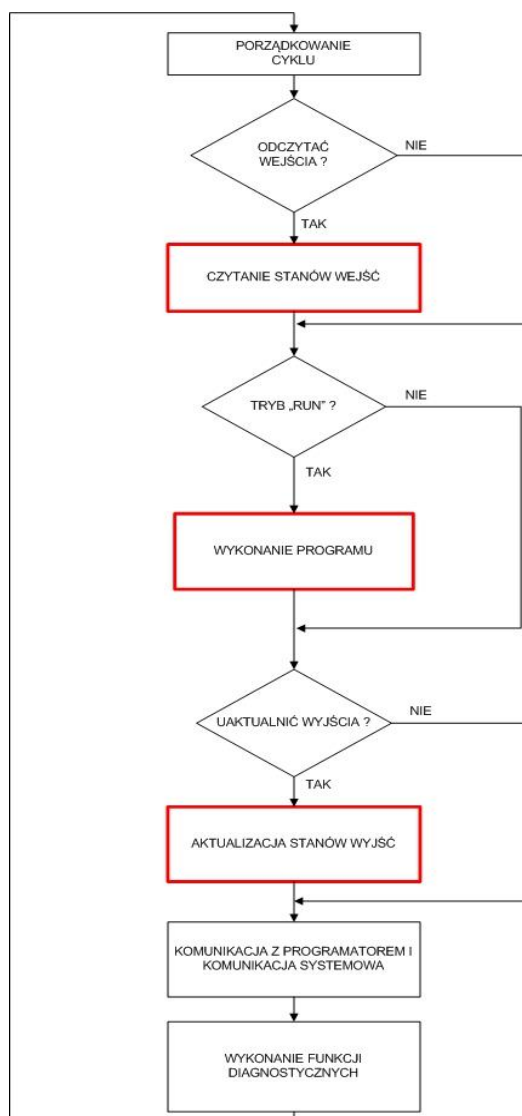 PORZĄDKOWANIE
CYKLU
ODCZYTAĆ
WEJŚCIA ?
NIE
TAK
CZYTANIE STANÓW WEJŚĆ
TRYB „RUN” ?
NIE
TAK
WYKONANIE PROGRAMU
UAKTUALNIĆ WYJŚCIA ?
NIE
TAK
AKTUALIZACJA STANÓW WYJŚĆ
KOMUNIKACJA Z PROGRAMATOREM I
KOMUNIKACJA SYSTEMOWA
WYKONANIE FUNKCJI
DIAGNOSTYCZNYCH